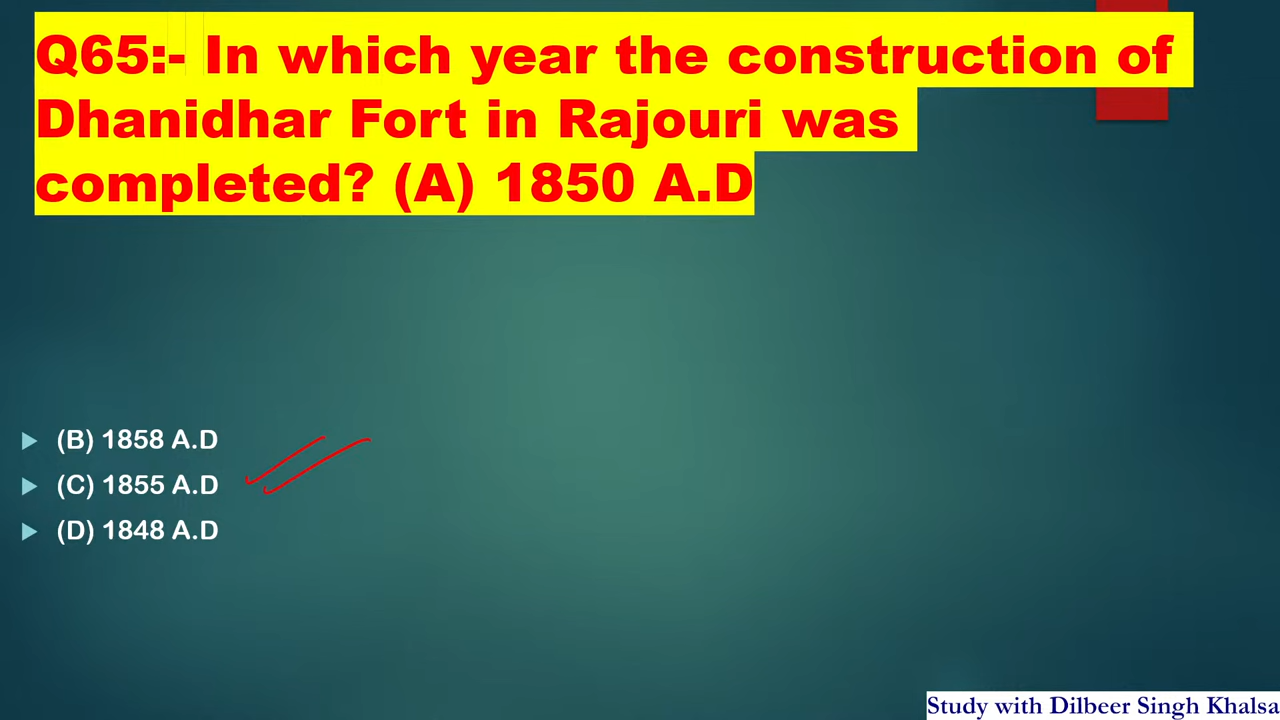 Q65:- In which year the construction of
Dhanidhar Fort in Rajouri was
completed? (A) 1850 A.D
(B) 1858 A.D
(C) 1855 A.D
(D) 1848 A.D
Study with Dilbeer Singh Khalsa